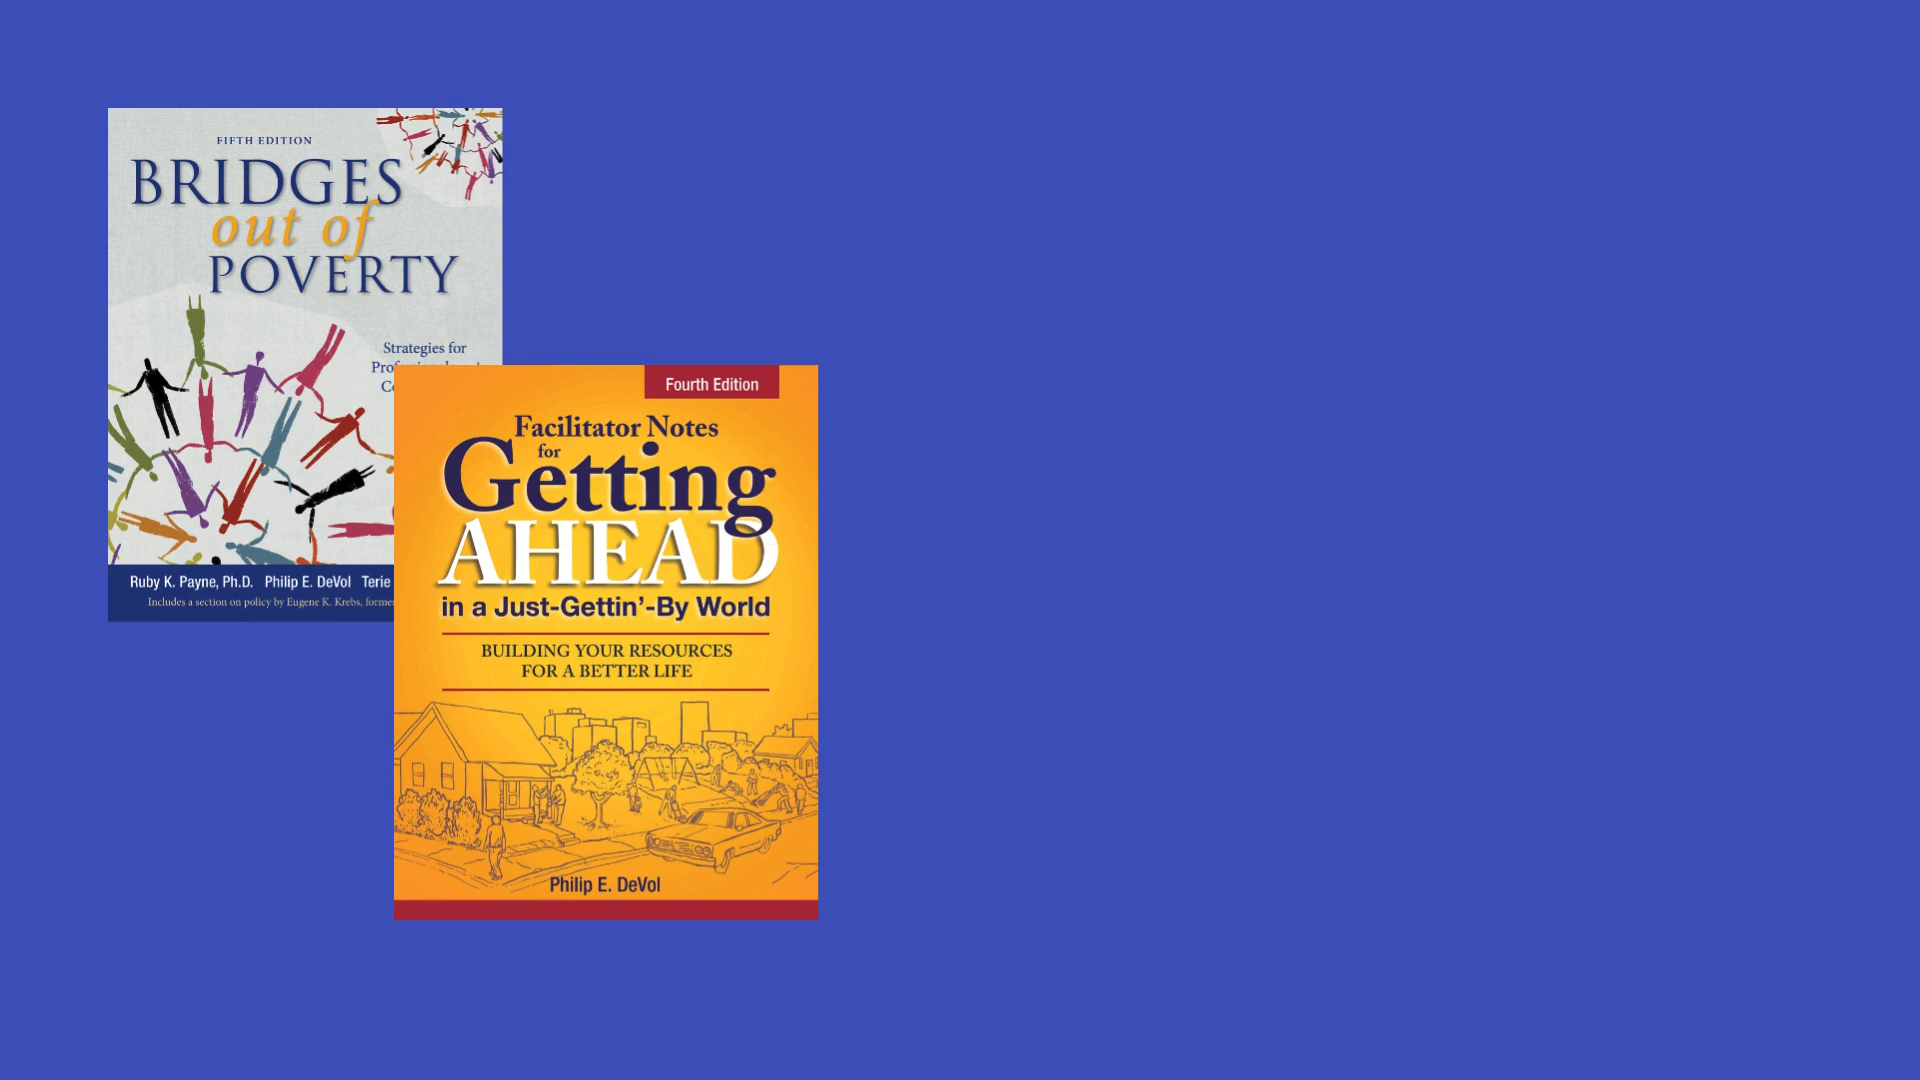 FIFTH EDITION
BRIDGES
out of
POVERTY
Strategies for
Ruby K. Payne, Ph.D. Philip E. DeVol Terie
Includes a section on policy by Eugene K. Krebs,
Fourth Edition
Facilitator Notes
for
Getting
AHEAD
in a Just-Gettin’-By World
BUILDING YOUR RESOURCES
FOR A BETTER LIFE
Philip E. DeVol